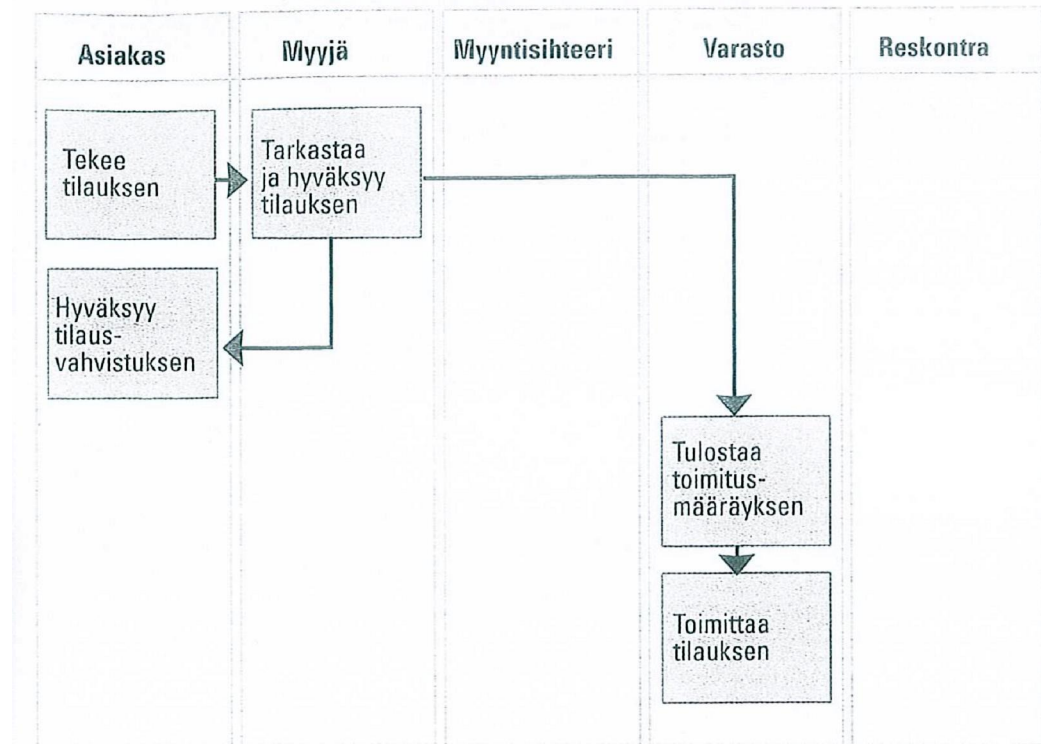 Asiakas
Myyjä
Myyntisihteeri
Varasto
Reskontra
Tekee
tilauksen
Tarkastaa
ja hyväksyy
tilauksen
Hyväksyy
tilaus-
vahvistuksen
Tulostaa
toimitus-
määräyksen
Toimittaa
tilauksen